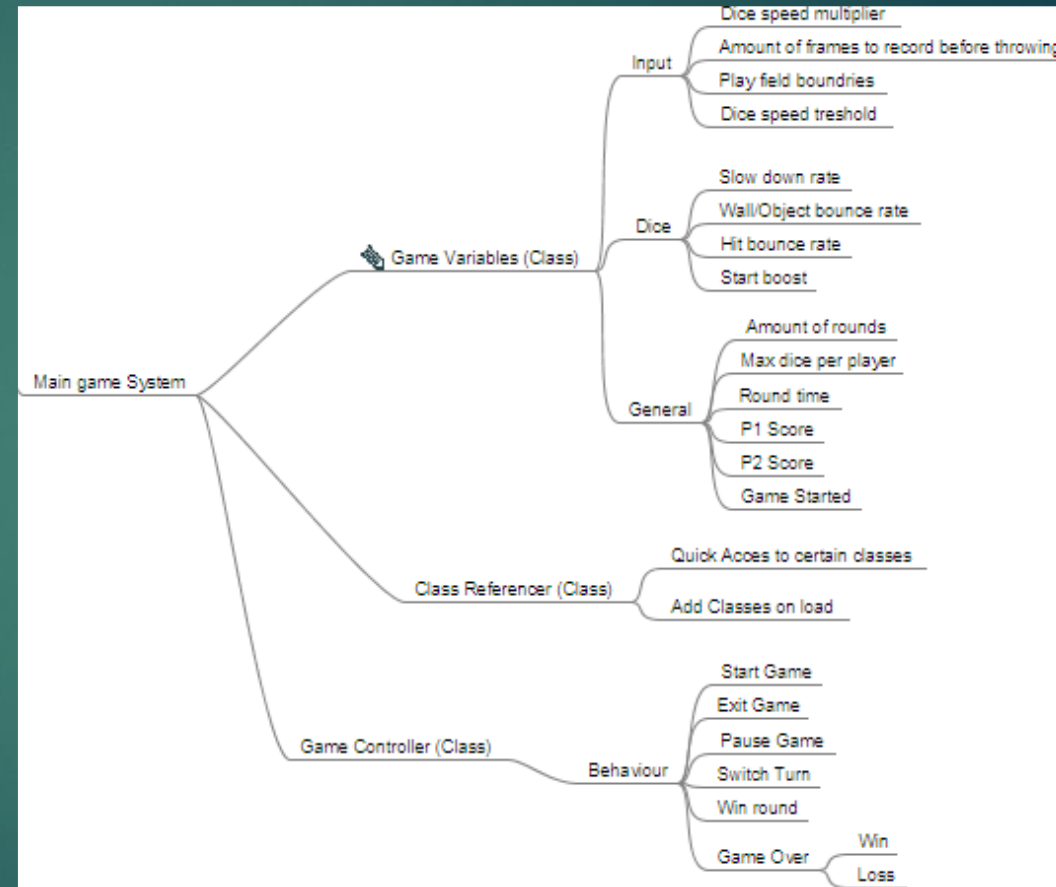 Main game System
Game Variables (Class)
Input
Dice speed multiplier
Amount of frames to record before throwing
Play field boundries
Dice speed treshold
Dice
Slow down rate
Wall/Object bounce rate
Hit bounce rate
Start boost
General
Amount of rounds
Max dice per player
Round time
P1 Score
P2 Score
Game Started
Class Referencer (Class)
Quick Acces to certain classes
Add Classes on load
Game Controller (Class)
Behaviour
Start Game
Exit Game
Pause Game
Switch Turn
Win round
Game Over
Win
Loss